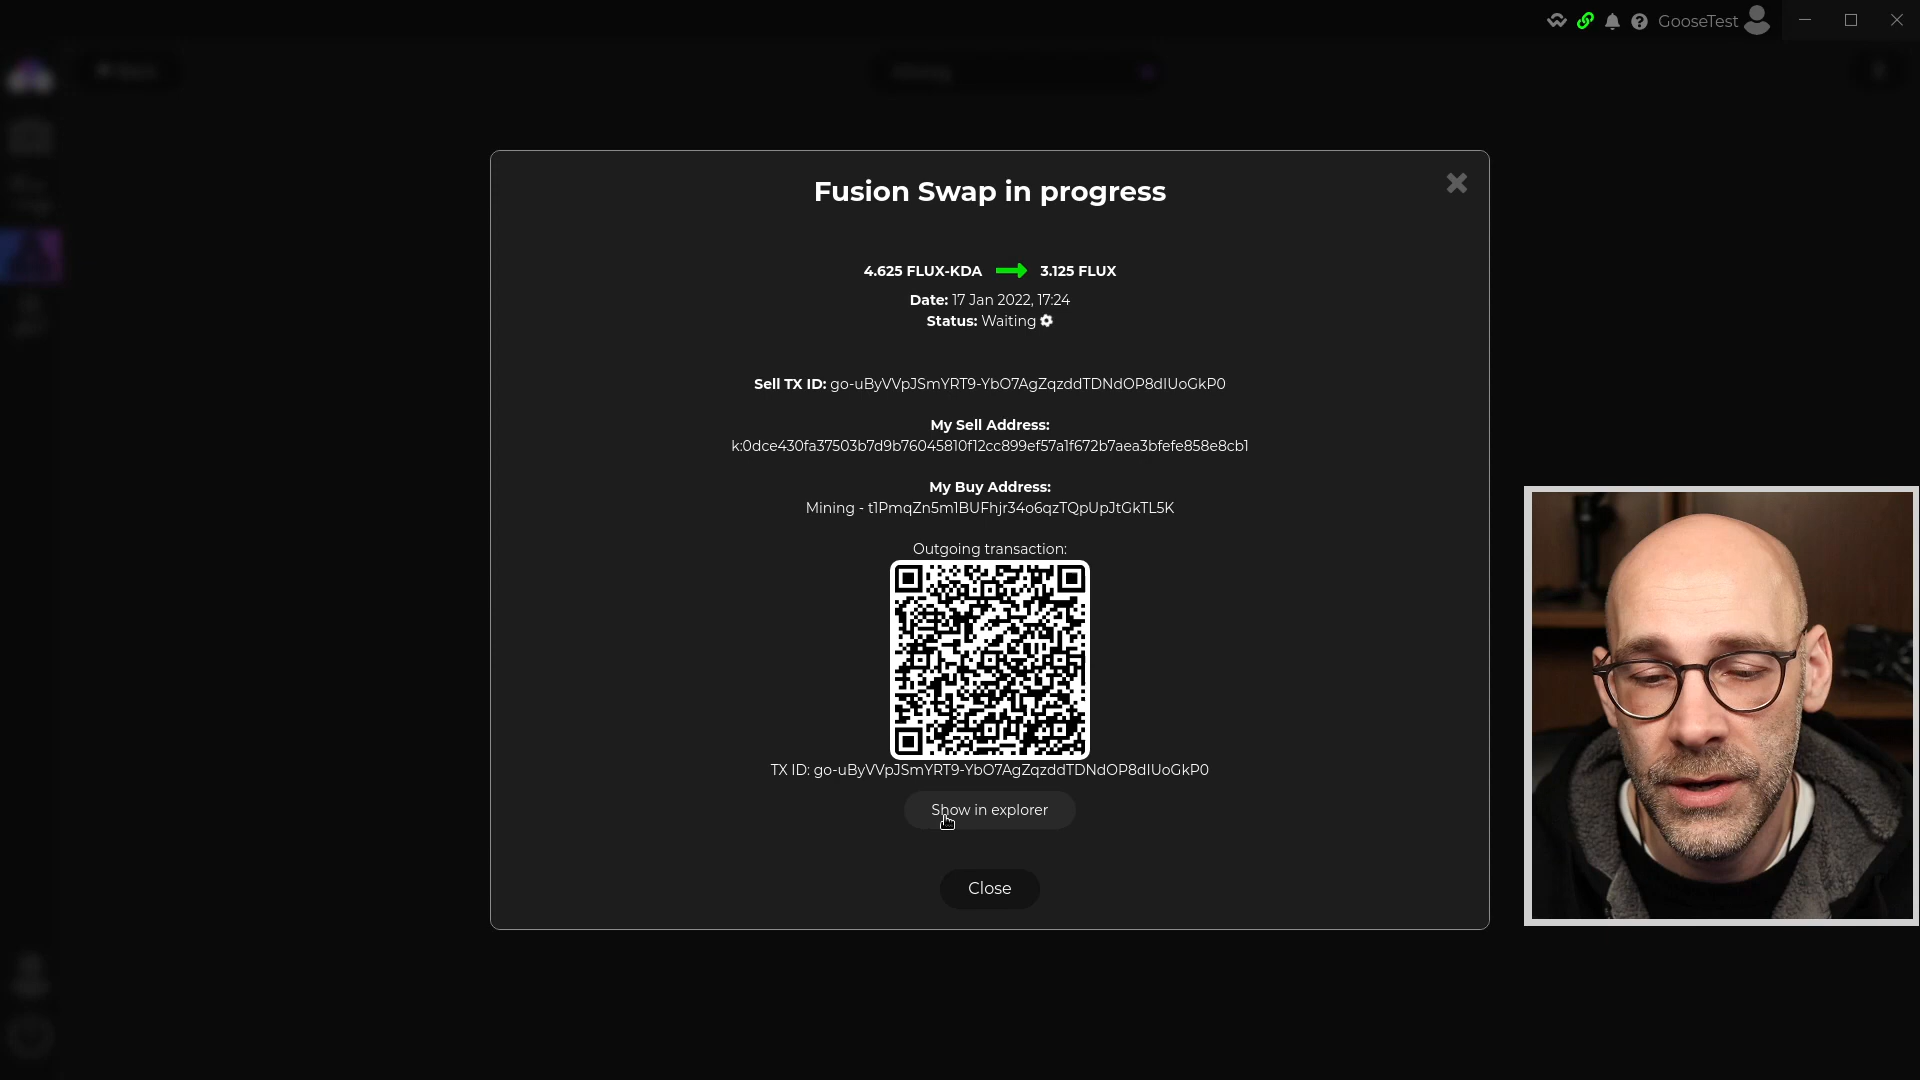 GooseTest
Fusion Swap in progress
4.625 FLUX-KDA 3.125 FLUX
Date: 17 Jan 2022, 17:24
Status: Waiting
Sell TX ID: go-uByVVpJSmYRT9-YbO7AgZqzddTDNdOP8dIUoGkP0
My Sell Address:
k:0dce430fa37503b7d9b76045810f12cc899ef57a1f672b7aea3bfefe858e8cb1
My Buy Address:
Mining - t1PmqZn5m1BUFhjr34o6qzTQpUpJtGkTL5K
Outgoing transaction:
TX ID: go-uByVVpJSmYRT9-YbO7AgZqzddTDNdOP8dIUoGkP0
Show in explorer
Close